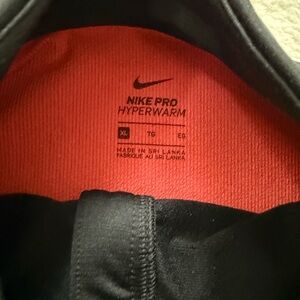 NIKE PRO
HYPERWARM
XL TG EG
MADE IN SRI LANKA
FABRIQUÉ AU SRI LANKA